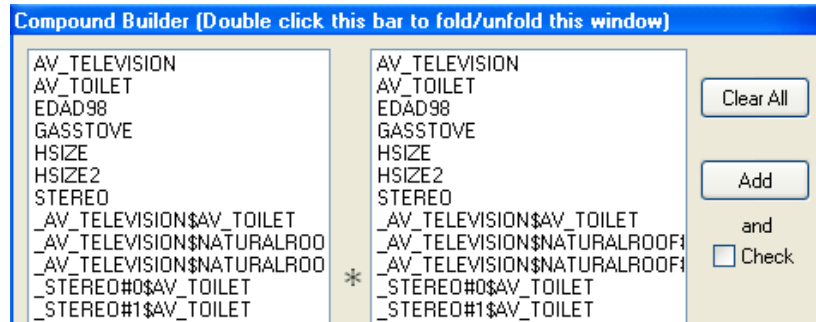 Compound Builder (Double click this bar to fold/unfold this window)
AV_TELEVISION
AV_TOILET
EDAD98
GASSTOVE
HSIZE
HSIZE2
STEREO
_AV_TELEVISION$AV_TOILET
_AV_TELEVISION$NATURALROO
_AV_TELEVISION$NATURALROO
_STEREO#0$AV_TOILET
_STEREO#1$AV_TOILET
*
AV_TELEVISION
AV_TOILET
EDAD98
GASSTOVE
HSIZE
HSIZE2
STEREO
_AV_TELEVISION$AV_TOILET
_AV_TELEVISION$NATURALROOF#
_AV_TELEVISION$NATURALROOF#
_STEREO#0$AV_TOILET
_STEREO#1$AV_TOILET
Clear All
Add
and
Check